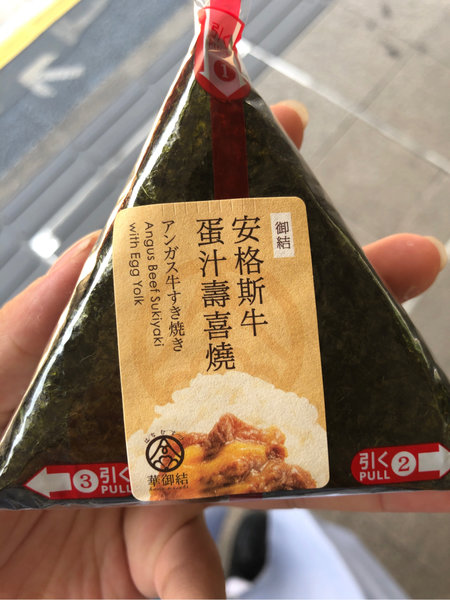 引く
1
御結
安格斯牛
蛋汁壽喜燒
アンガス牛すき焼き
Angus Beef Sukiyaki
with Egg Yolk
華御結
3 引く
PULL
引く 2
PULL